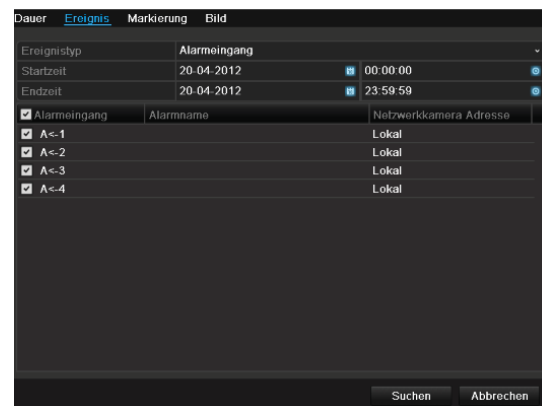 Dauer Ereignis Markierung Bild
Ereignistyp Alarmeingang
Startzeit 20-04-2012 00:00:00
Endzeit 20-04-2012 23:59:59
Alarmeingang Alarmname Netzwerkkamera Adresse
A<-1 Lokal
A<-2 Lokal
A<-3 Lokal
A<-4 Lokal
Suchen Abbrechen